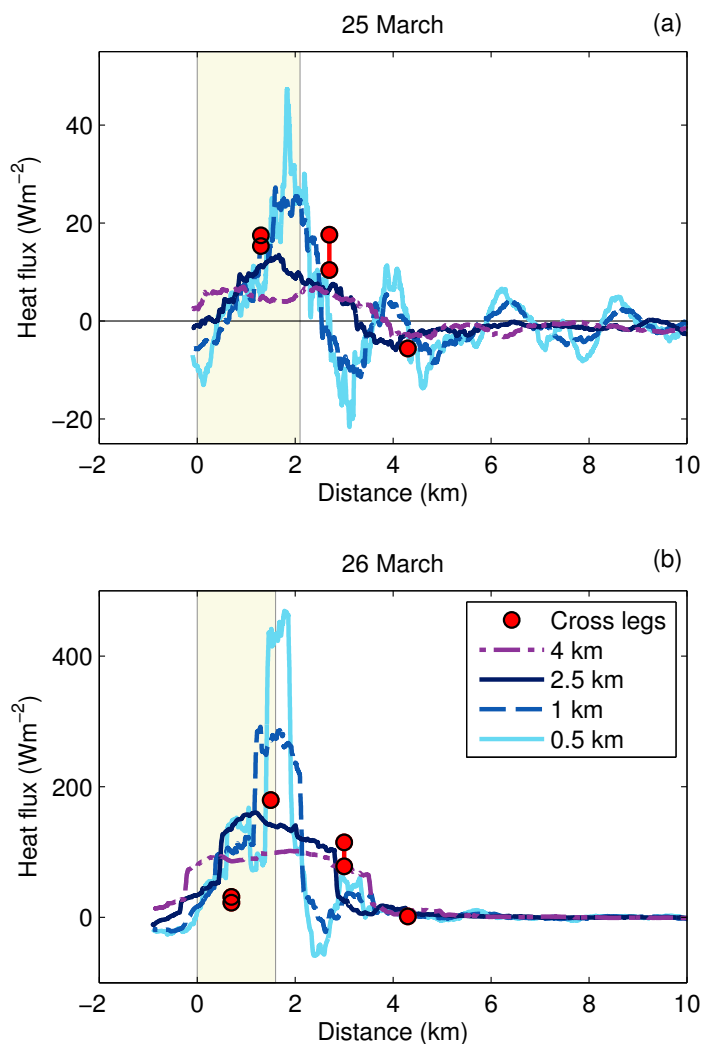 25 March
(a)
Heat flux (Wm−2)
40
20
0
−20
−2 0 2 4 6 8 10
Distance (km)
26 March
(b)
Heat flux (Wm−2)
400
200
0
−2 0 2 4 6 8 10
Distance (km)
Cross legs
4 km
2.5 km
1 km
0.5 km